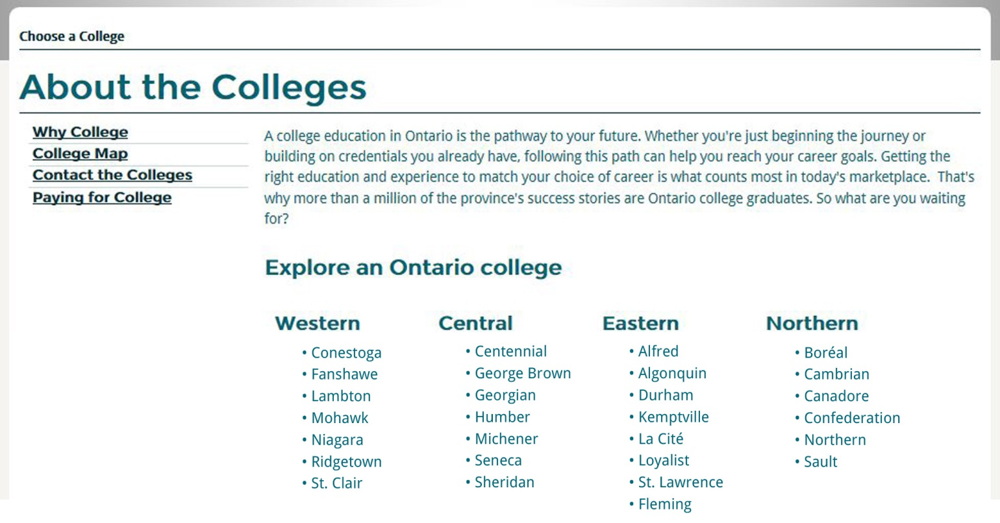 Choose a College
About the Colleges
Why College
College Map
Contact the Colleges
Paying for College
A college education in Ontario is the pathway to your future. Whether you're just beginning the journey or
building on credentials you already have, following this path can help you reach your career goals. Getting the
right education and experience to match your choice of career is what counts most in today's marketplace.  That's
why more than a million of the province's success stories are Ontario college graduates. So what are you waiting
for?
Explore an Ontario college
Western
• Conestoga
• Fanshawe
• Lambton
• Mohawk
• Niagara
• Ridgetown
• St. Clair
Central
• Centennial
• George Brown
• Georgian
• Humber
• Michener
• Seneca
• Sheridan
Eastern
• Alfred
• Algonquin
• Durham
• Kemptville
• La Cité
• Loyalist
• St. Lawrence
• Fleming
Northern
• Boréal
• Cambrian
• Canadore
• Confederation
• Northern
• Sault